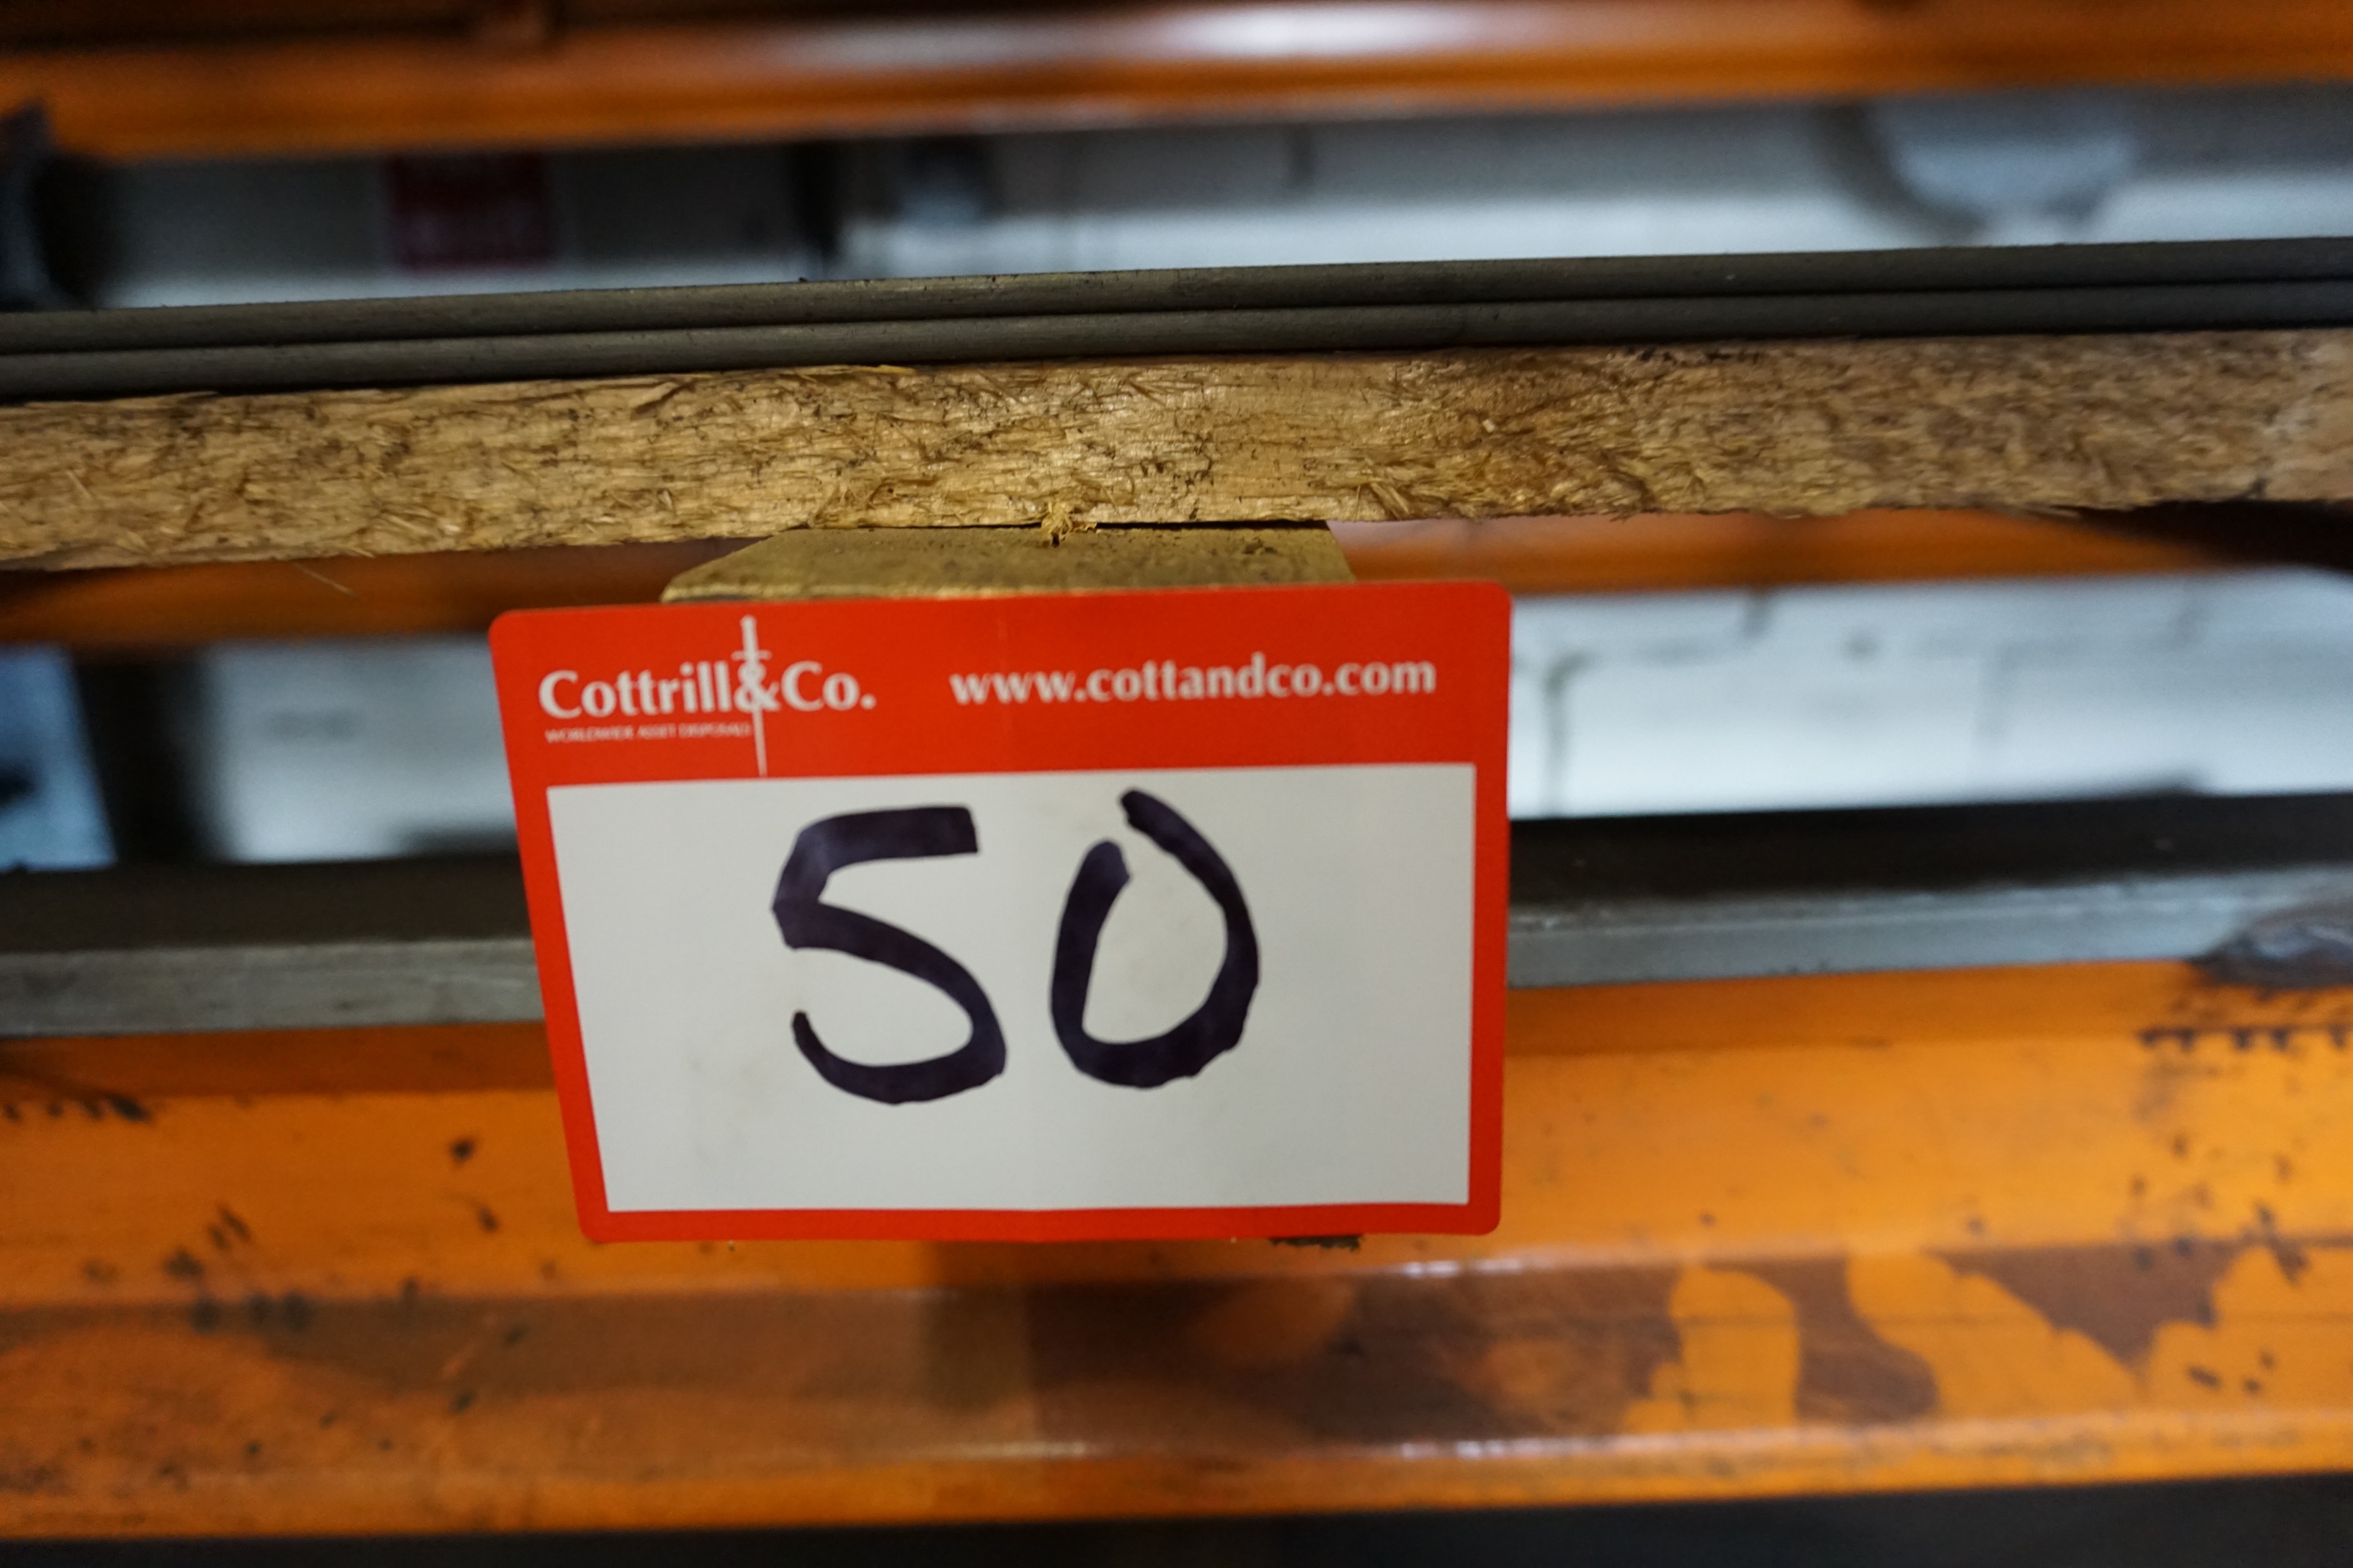 Cottrill&Co. www.cottandco.com
WORLDWIDE ASSET DISPOSALS
50